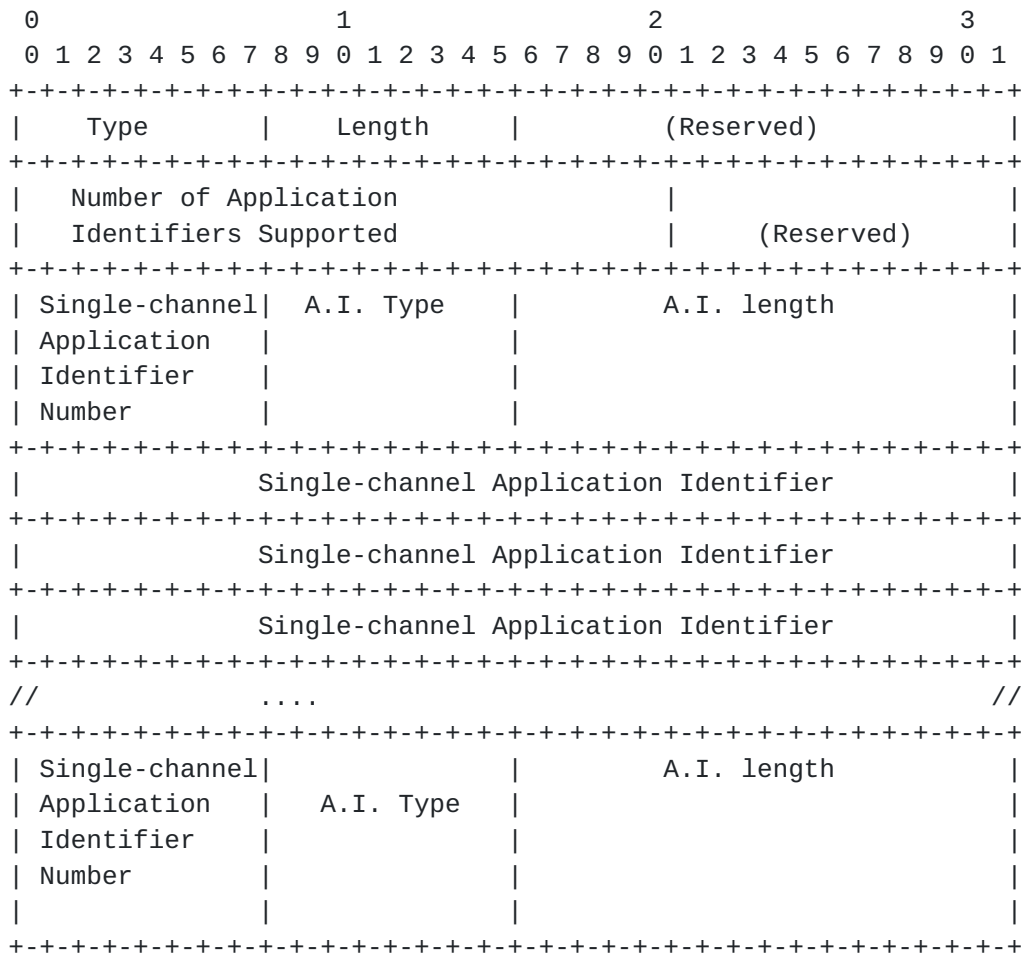 0                   1                   2                   3
 0 1 2 3 4 5 6 7 8 9 0 1 2 3 4 5 6 7 8 9 0 1 2 3 4 5 6 7 8 9 0 1
+-+-+-+-+-+-+-+-+-+-+-+-+-+-+-+-+-+-+-+-+-+-+-+-+-+-+-+-+-+-+-+-+
|    Type       |    Length     |         (Reserved)            |
+-+-+-+-+-+-+-+-+-+-+-+-+-+-+-+-+-+-+-+-+-+-+-+-+-+-+-+-+-+-+-+-+
|   Number of Application                 |                     |
|   Identifiers Supported                 |     (Reserved)      |
+-+-+-+-+-+-+-+-+-+-+-+-+-+-+-+-+-+-+-+-+-+-+-+-+-+-+-+-+-+-+-+-+
| Single-channel|  A.I. Type    |         A.I. length           |
| Application   |               |                               |
| Identifier    |               |                               |
| Number        |               |                               |
+-+-+-+-+-+-+-+-+-+-+-+-+-+-+-+-+-+-+-+-+-+-+-+-+-+-+-+-+-+-+-+-+
|               Single-channel Application Identifier           |
+-+-+-+-+-+-+-+-+-+-+-+-+-+-+-+-+-+-+-+-+-+-+-+-+-+-+-+-+-+-+-+-+
|               Single-channel Application Identifier           |
+-+-+-+-+-+-+-+-+-+-+-+-+-+-+-+-+-+-+-+-+-+-+-+-+-+-+-+-+-+-+-+-+
|               Single-channel Application Identifier           |
+-+-+-+-+-+-+-+-+-+-+-+-+-+-+-+-+-+-+-+-+-+-+-+-+-+-+-+-+-+-+-+-+
//              ....                                           //
+-+-+-+-+-+-+-+-+-+-+-+-+-+-+-+-+-+-+-+-+-+-+-+-+-+-+-+-+-+-+-+-+
| Single-channel|               |         A.I. length           |
| Application   |   A.I. Type   |                               |
| Identifier    |               |                               |
| Number        |               |                               |
|               |               |                               |
+-+-+-+-+-+-+-+-+-+-+-+-+-+-+-+-+-+-+-+-+-+-+-+-+-+-+-+-+-+-+-+-+